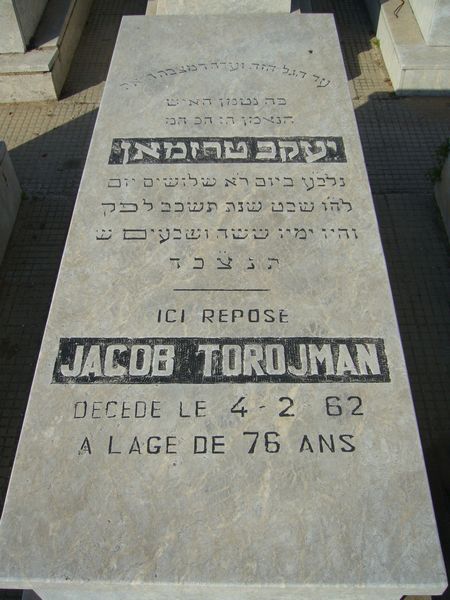 עד הגל הזה ועדה המצבה
פה נטמן האיש
הנאמן
יעקב טרוזמאן
נלבע ביום רא שלושים יום
לחו שבט שנת תשכב לפק
והיו ימיו ששה ושבעים ש
ת נ צ ב ה
ICI REPOSE
JACOB TOROJMAN
DECEDE LE 4-2 62
A LAGE DE 76 ANS